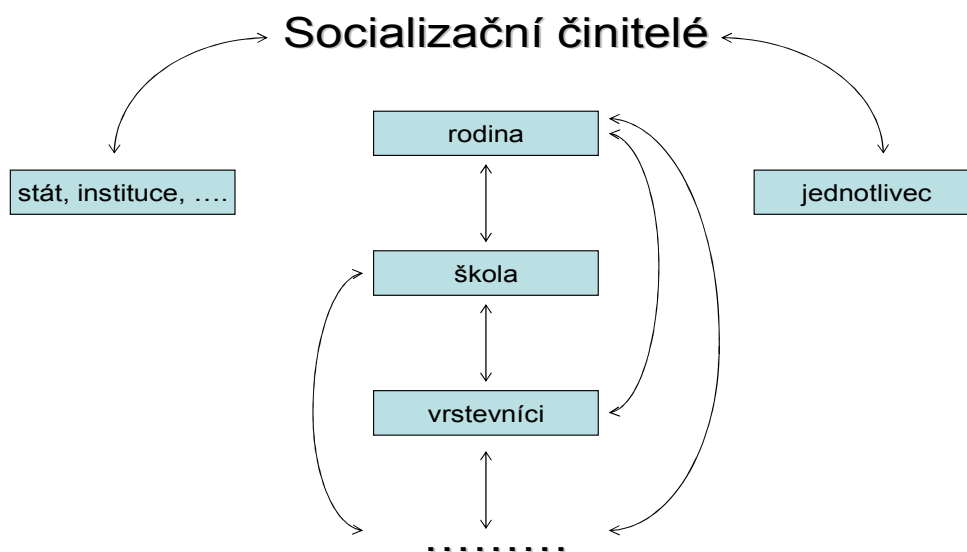 Socializační činitelé
rodina
stát, instituce, ….
jednotlivec
škola
vrstevníci
………